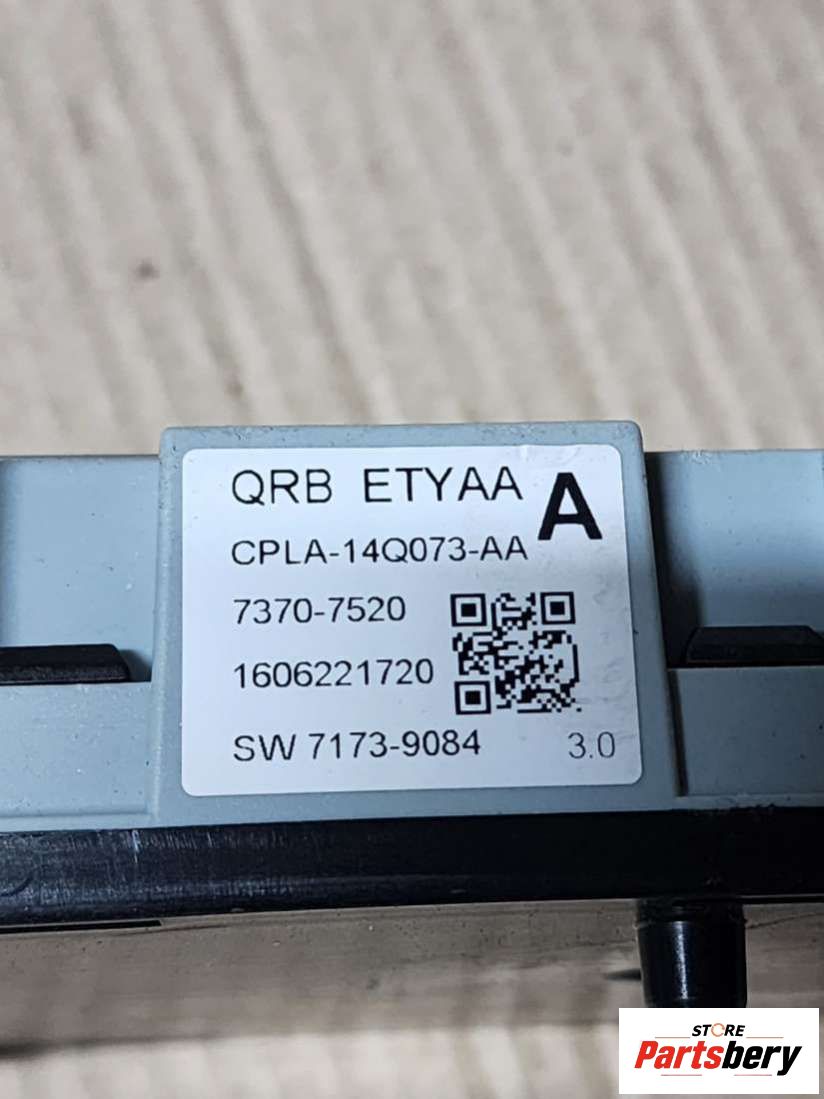 QRB ETYAA A
CPLA-14Q073-AA
7370-7520
1606221720
SW 7173-9084 3.0
STORE
Partsbery